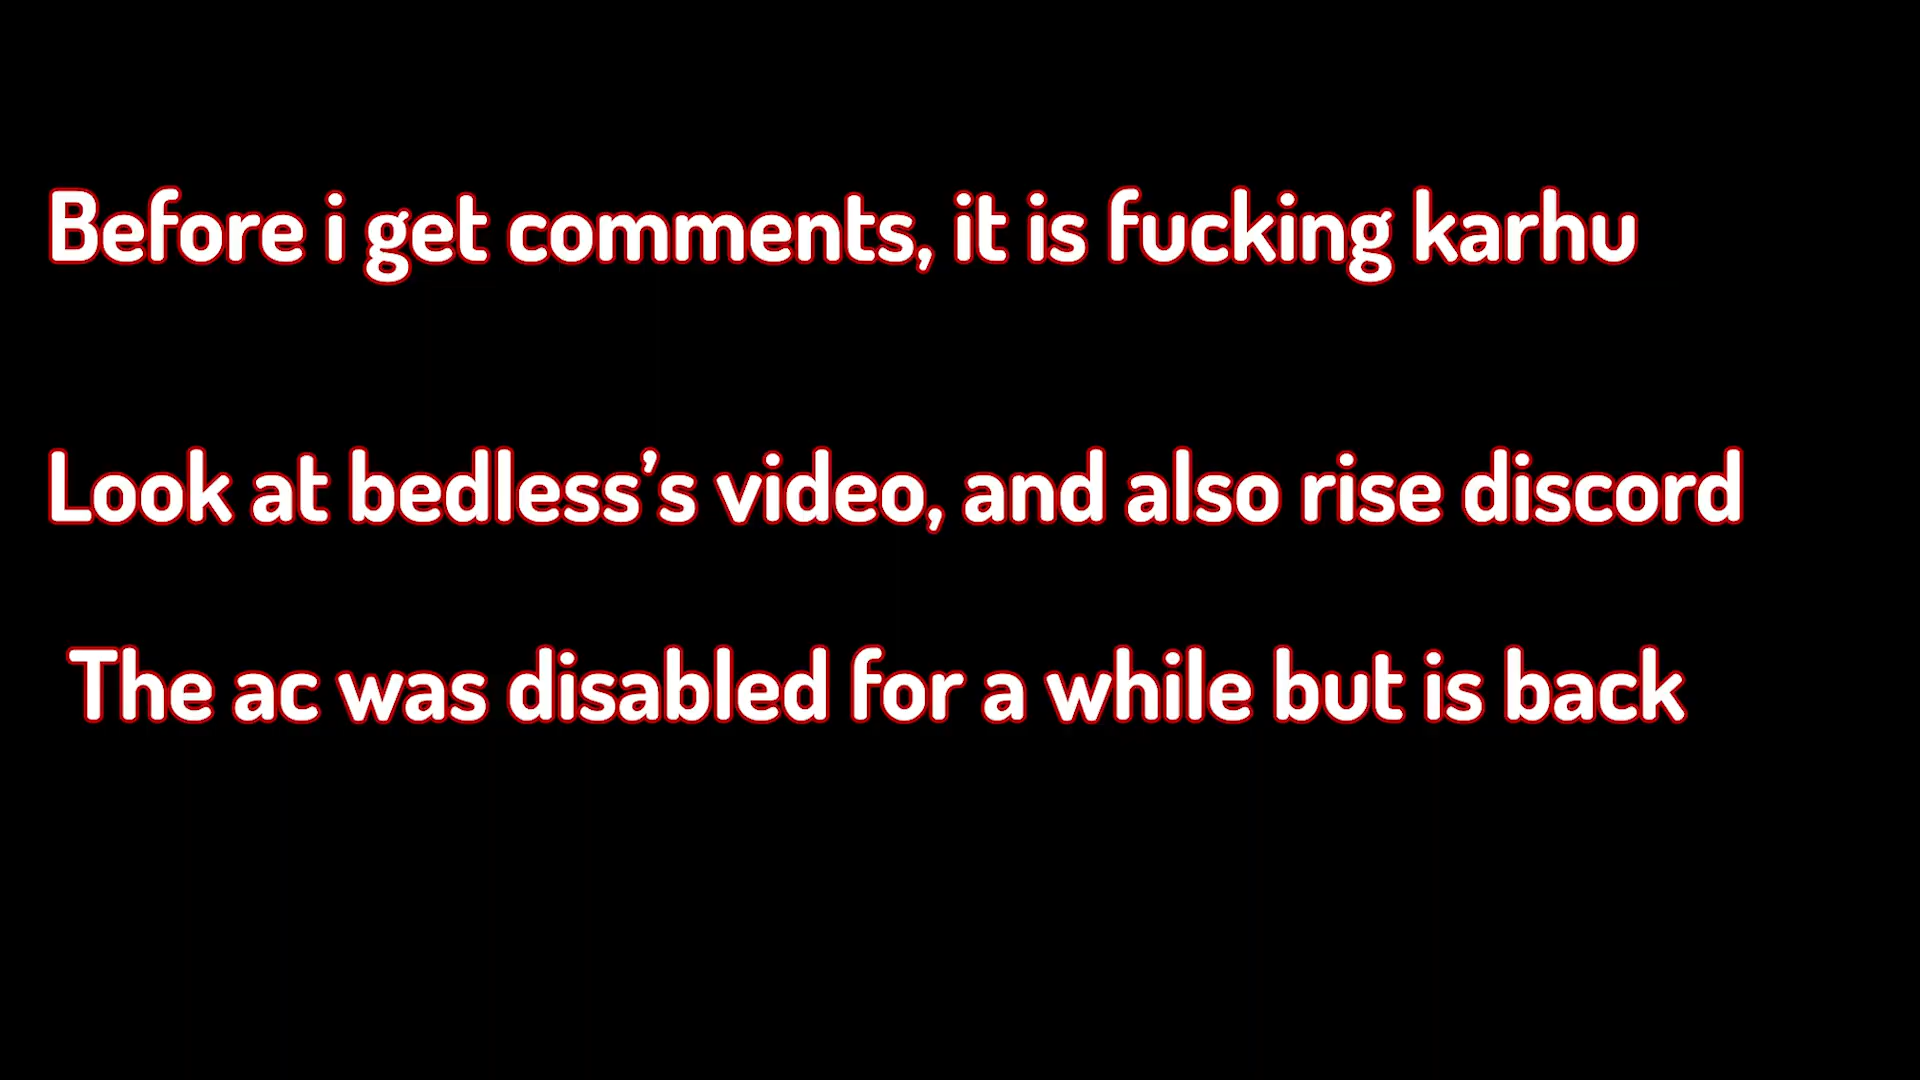 Before i get comments, it is fucking karhu
Look at bedless's video, and also rise discord
The ac was disabled for a while but is back